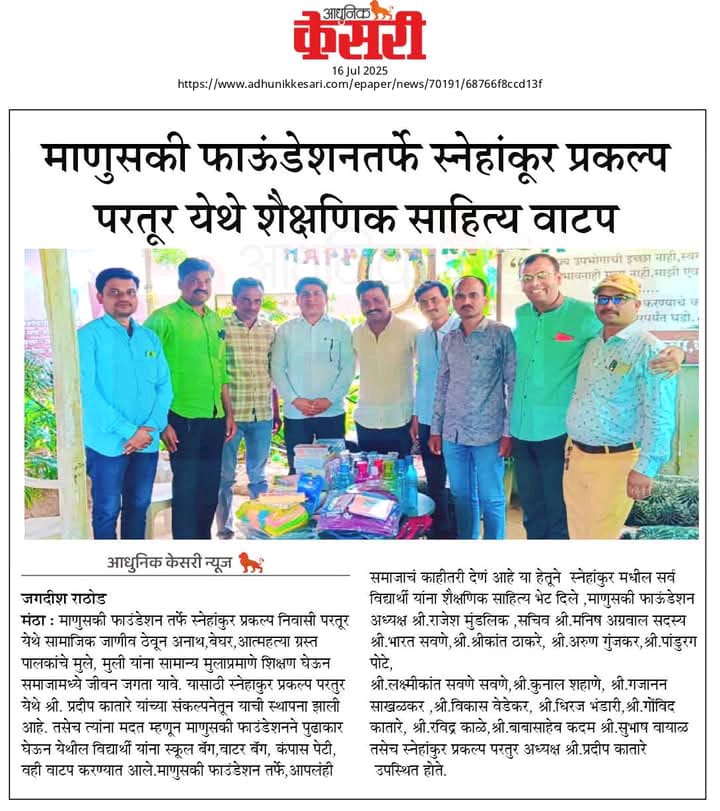 आधुनिक
केसरी
16 Jul 2025
https://www.adhunikkesari.com/epaper/news/70191/68766f8ccd13f
माणुसकी फाऊंडेशनतर्फे स्नेहांकूर प्रकल्प
परतूर येथे शैक्षणिक साहित्य वाटप
आधुनिक केसरी न्यूज
जगदीश राठोड
मंठा : माणुसकी फाउंडेशन तर्फे स्नेहांकुर प्रकल्प निवासी परतूर
येथे सामाजिक जाणीव ठेवून अनाथ,बेघर,आत्महत्या ग्रस्त
पालकांचे मुले, मुली यांना सामान्य मुलाप्रमाणे शिक्षण घेऊन
समाजामध्ये जीवन जगता यावे. यासाठी स्नेहाकुर प्रकल्प परतुर
येथे श्री. प्रदीप कातारे यांच्या संकल्पनेतून याची स्थापना झाली
आहे. तसेच त्यांना मदत म्हणून माणुसकी फाउंडेशनने पुढाकार
घेऊन येथील विद्यार्थी यांना स्कूल बॅग,वाटर बॅग, कंपास पेटी,
वही वाटप करण्यात आले.माणुसकी फाउंडेशन तर्फे,आपलंही
समाजाचं काहीतरी देणं आहे या हेतूने स्नेहांकुर मधील सर्व
विद्यार्थी यांना शैक्षणिक साहित्य भेट दिले ,माणुसकी फाऊंडेशन
अध्यक्ष श्री.राजेश मुंडलिक ,सचिव श्री.मनिष अग्रवाल सदस्य
श्री.भारत सवणे,श्री.श्रीकांत ठाकरे, श्री.अरुण गुंजकर,श्री.पांडुरग
पोटे,
श्री.लक्ष्मीकांत सवणे सवणे,श्री.कुनाल शहाणे, श्री.गजानन
साखळकर ,श्री.विकास वेडेकर, श्री.धिरज भंडारी,श्री.गोंविद
कातारे, श्री.रविद्र काळे,श्री.बाबासाहेब कदम श्री.सुभाष वायाळ
तसेच स्नेहांकुर प्रकल्प परतुर अध्यक्ष श्री.प्रदीप कातारे
उपस्थित होते.